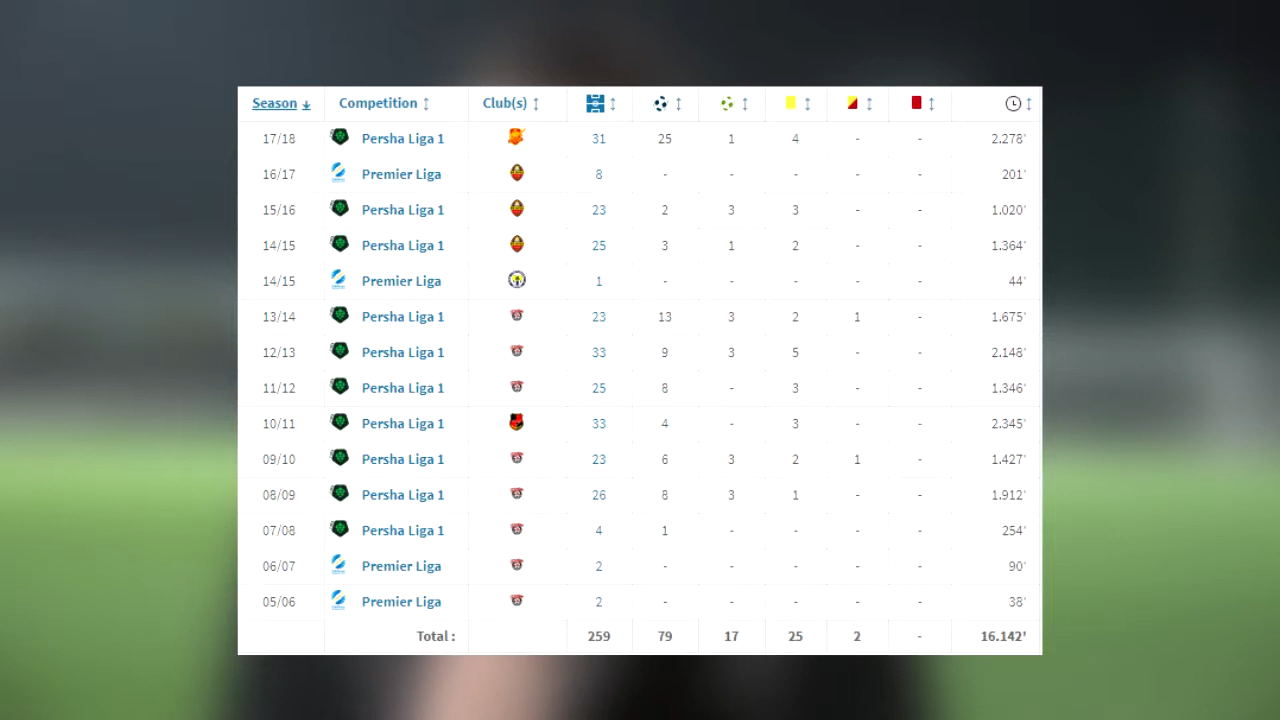 Season Competition Club(s)
17/18 Persha Liga 1 31 25 1 4 - - 2.278'
16/17 Premier Liga 8 - - - - - 201'
15/16 Persha Liga 1 23 2 3 3 - - 1.020'
14/15 Persha Liga 1 25 3 1 2 - - 1.364'
14/15 Premier Liga 1 - - - - - 44'
13/14 Persha Liga 1 23 13 3 2 1 - 1.675'
12/13 Persha Liga 1 33 9 3 5 - - 2.148'
11/12 Persha Liga 1 25 8 - 3 - - 1.346'
10/11 Persha Liga 1 33 4 - 3 - - 2.345'
09/10 Persha Liga 1 23 6 3 2 1 - 1.427'
08/09 Persha Liga 1 26 8 3 1 - - 1.912'
07/08 Persha Liga 1 4 1 - - - - 254'
06/07 Premier Liga 2 - - - - - 90'
05/06 Premier Liga 2 - - - - - 38'
Total : 259 79 17 25 2 - 16.142'